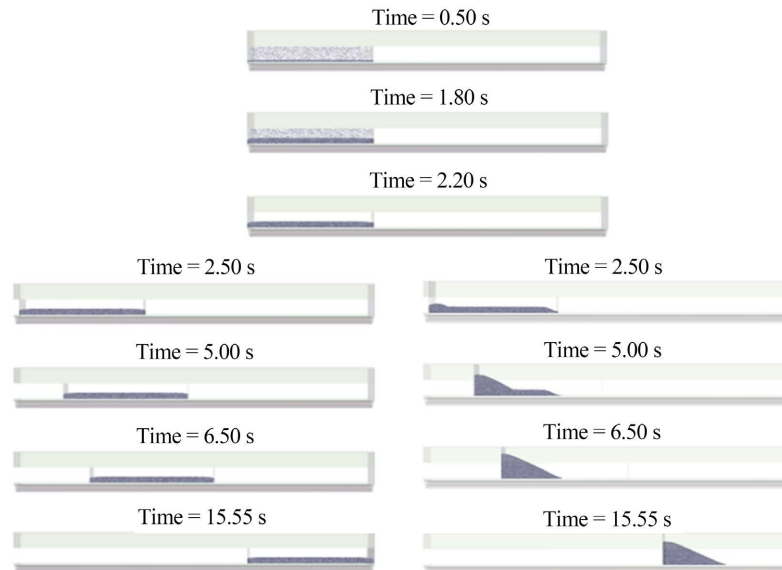 Time = 0.50 s
Time = 1.80 s
Time = 2.20 s
Time = 2.50 s
Time = 5.00 s
Time = 6.50 s
Time = 15.55 s
Time = 2.50 s
Time = 5.00 s
Time = 6.50 s
Time = 15.55 s